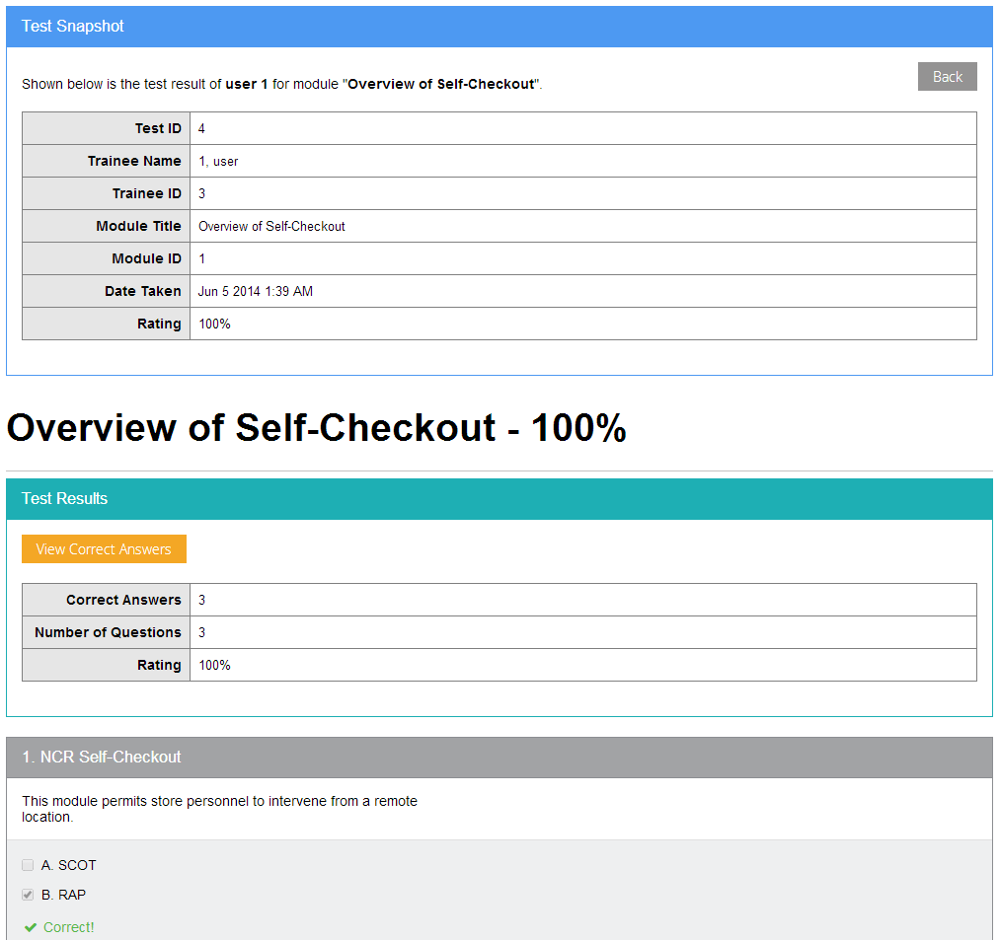 Test Snapshot
Shown below is the test result of user 1 for module "Overview of Self-Checkout".
Back
Test ID 4
Trainee Name 1, user
Trainee ID 3
Module Title Overview of Self-Checkout
Module ID 1
Date Taken Jun 5 2014 1:39 AM
Rating 100%
Overview of Self-Checkout - 100%
Test Results
View Correct Answers
Correct Answers 3
Number of Questions 3
Rating 100%
1. NCR Self-Checkout
This module permits store personnel to intervene from a remote
location.
A. SCOT
B. RAP
Correct!